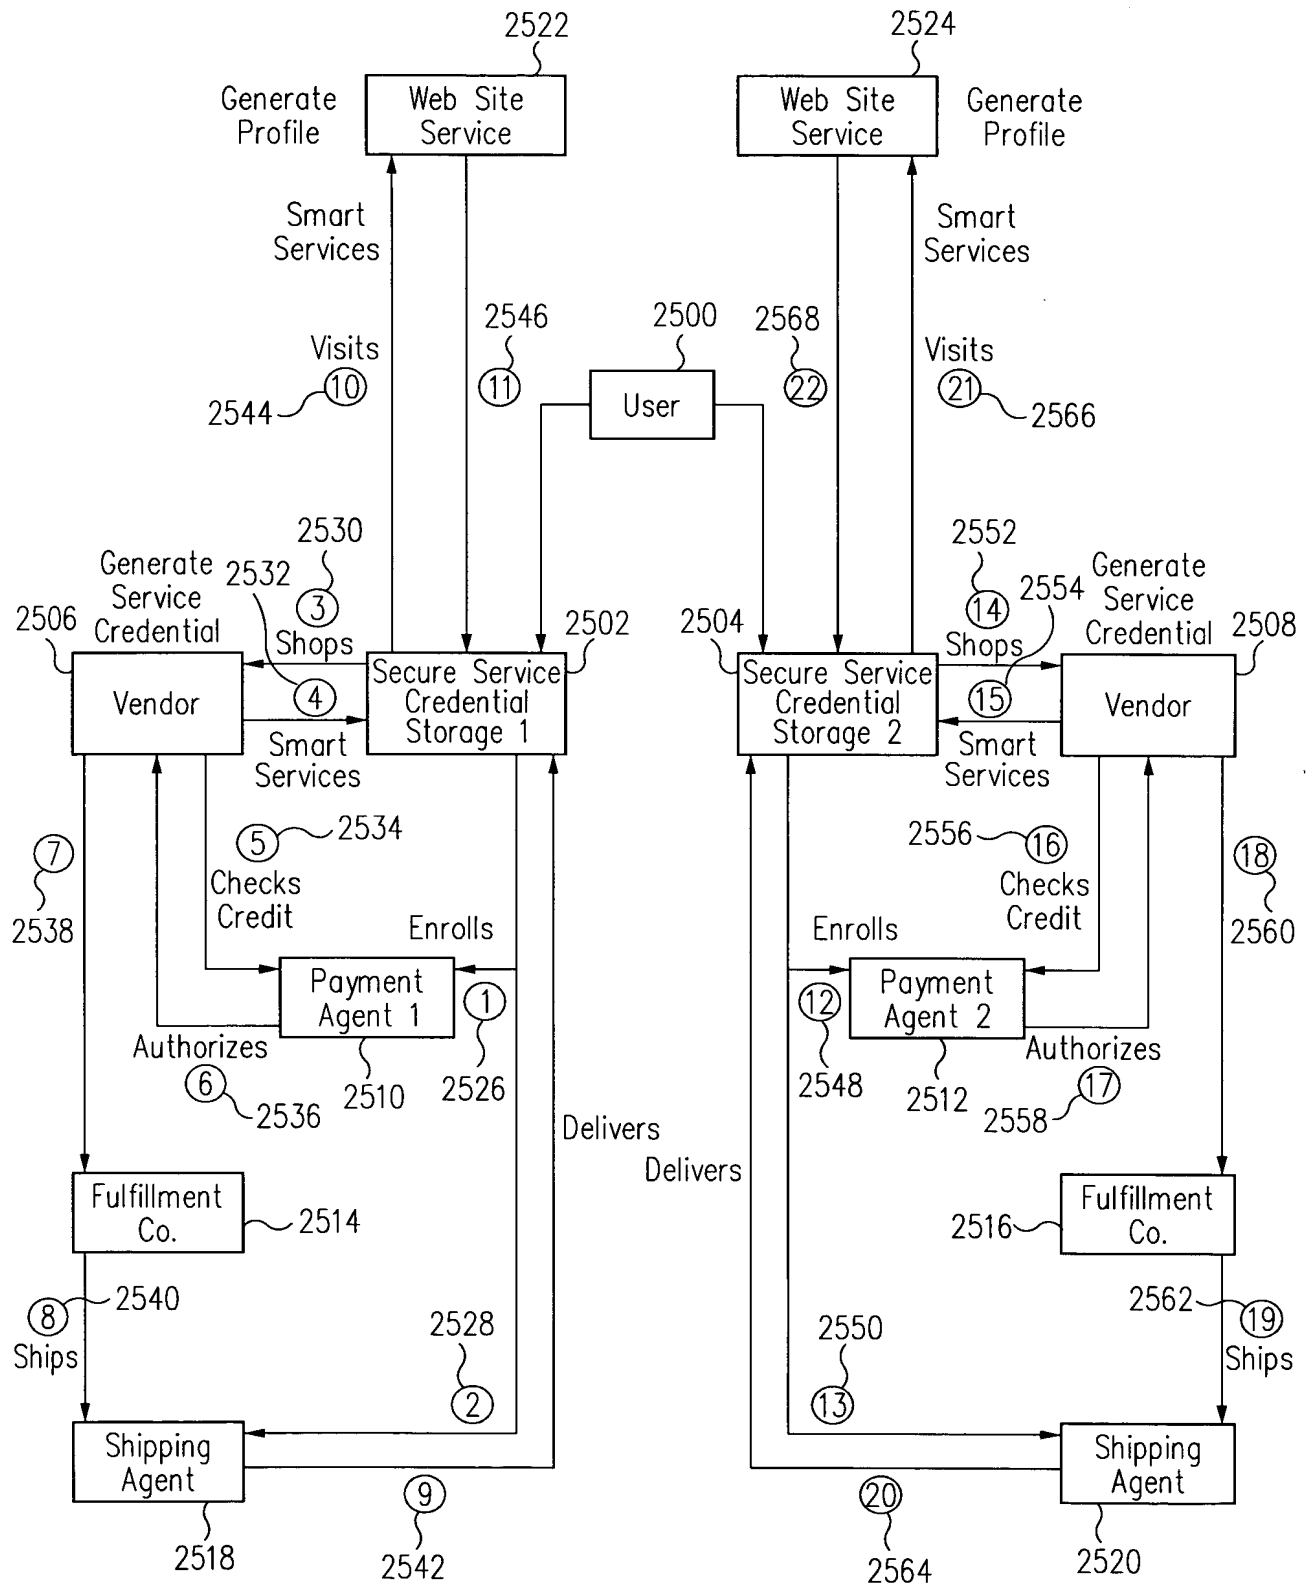 2522
2524
Generate
Profile
Web Site
Service
Web Site
Service
Generate
Profile
Smart
Services
Smart
Services
2546
2500
2568
Visits
10
2544
11
User
22
Visits
21
2566
2530
2552
Generate
Service
Credential
2532
3
Shops
14
Shops
2554
Generate
Service
Credential
2506
2502
2504
2508
Vendor
4
Secure Service
Credential
Storage 1
Secure Service
Credential
Storage 2
15
Vendor
Smart
Services
Smart
Services
7
2538
5
2534
Checks
Credit
2556
16
Checks
Credit
18
2560
Enrolls
Enrolls
Payment
Agent 1
1
12
Payment
Agent 2
Authorizes
6
2536
2510
2526
2548
2512
Authorizes
17
2558
Delivers
Delivers
Fulfillment
Co.
2514
2516
Fulfillment
Co.
8
2540
Ships
2562
19
Ships
2528
2
2550
13
Shipping
Agent
Shipping
Agent
9
20
2518
2542
2564
2520